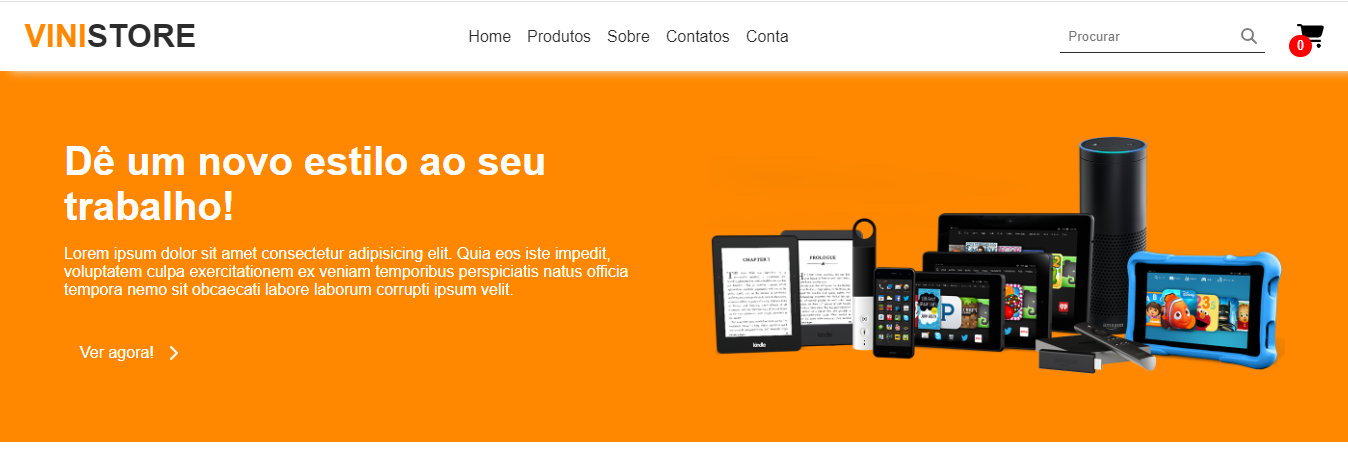 VINISTORE
Home Produtos Sobre Contatos Conta
Procurar
0
Dê um novo estilo ao seu
trabalho!
Lorem ipsum dolor sit amet consectetur adipisicing elit. Quia eos iste impedit,
voluptatem culpa exercitationem ex veniam temporibus perspiciatis natus officia
tempora nemo sit obcaecati labore laborum corrupti ipsum velit.
Ver agora!
CHAPTER I
PROLOGUE
kindle
amazon